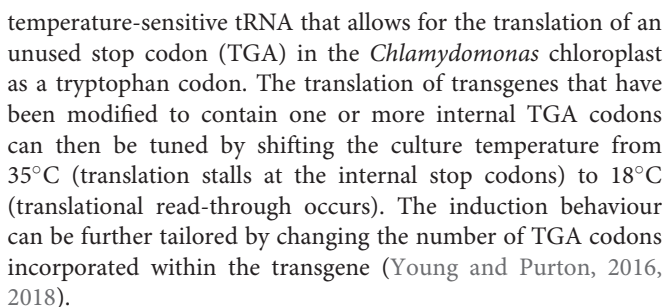 temperature-sensitive tRNA that allows for the translation of an
unused stop codon (TGA) in the Chlamydomonas chloroplast
as a tryptophan codon. The translation of transgenes that have
been modified to contain one or more internal TGA codons
can then be tuned by shifting the culture temperature from
35°C (translation stalls at the internal stop codons) to 18°C
(translational read-through occurs). The induction behaviour
can be further tailored by changing the number of TGA codons
incorporated within the transgene (Young and Purton, 2016,
2018).